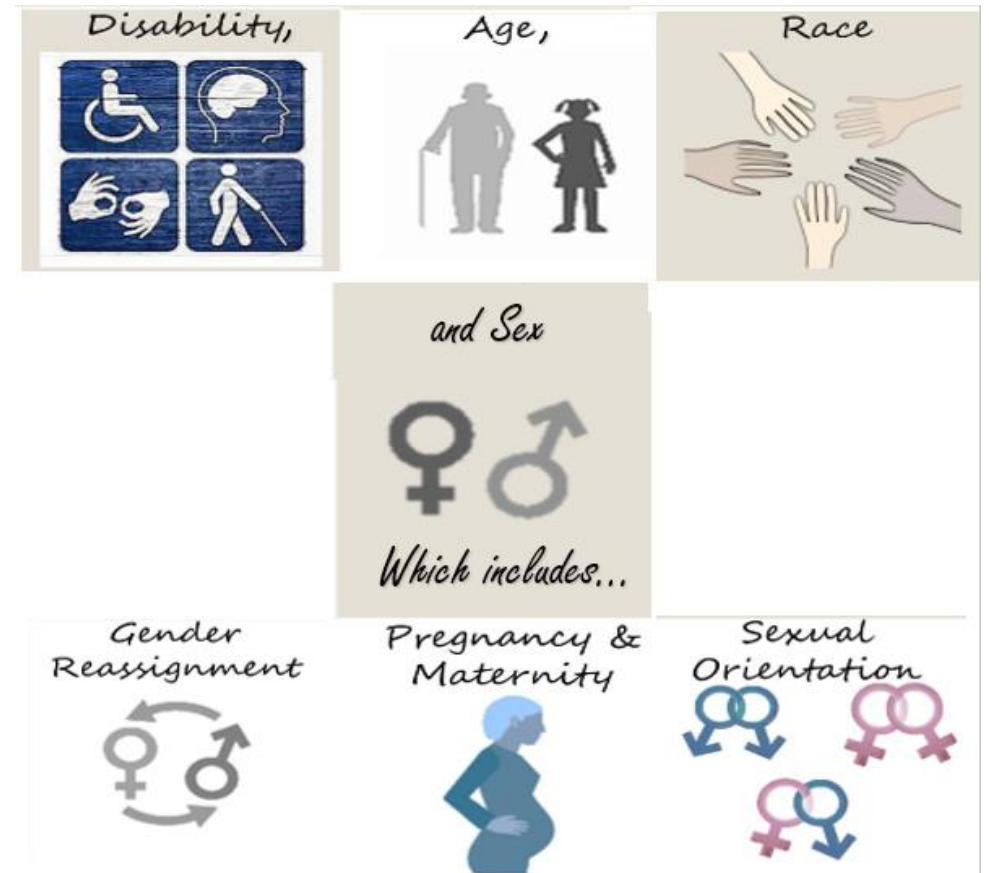 Disability,
Age,
Race
and Sex
Which includes...
Gender
Reassignment
Pregnancy &
Maternity
Sexual
Orientation